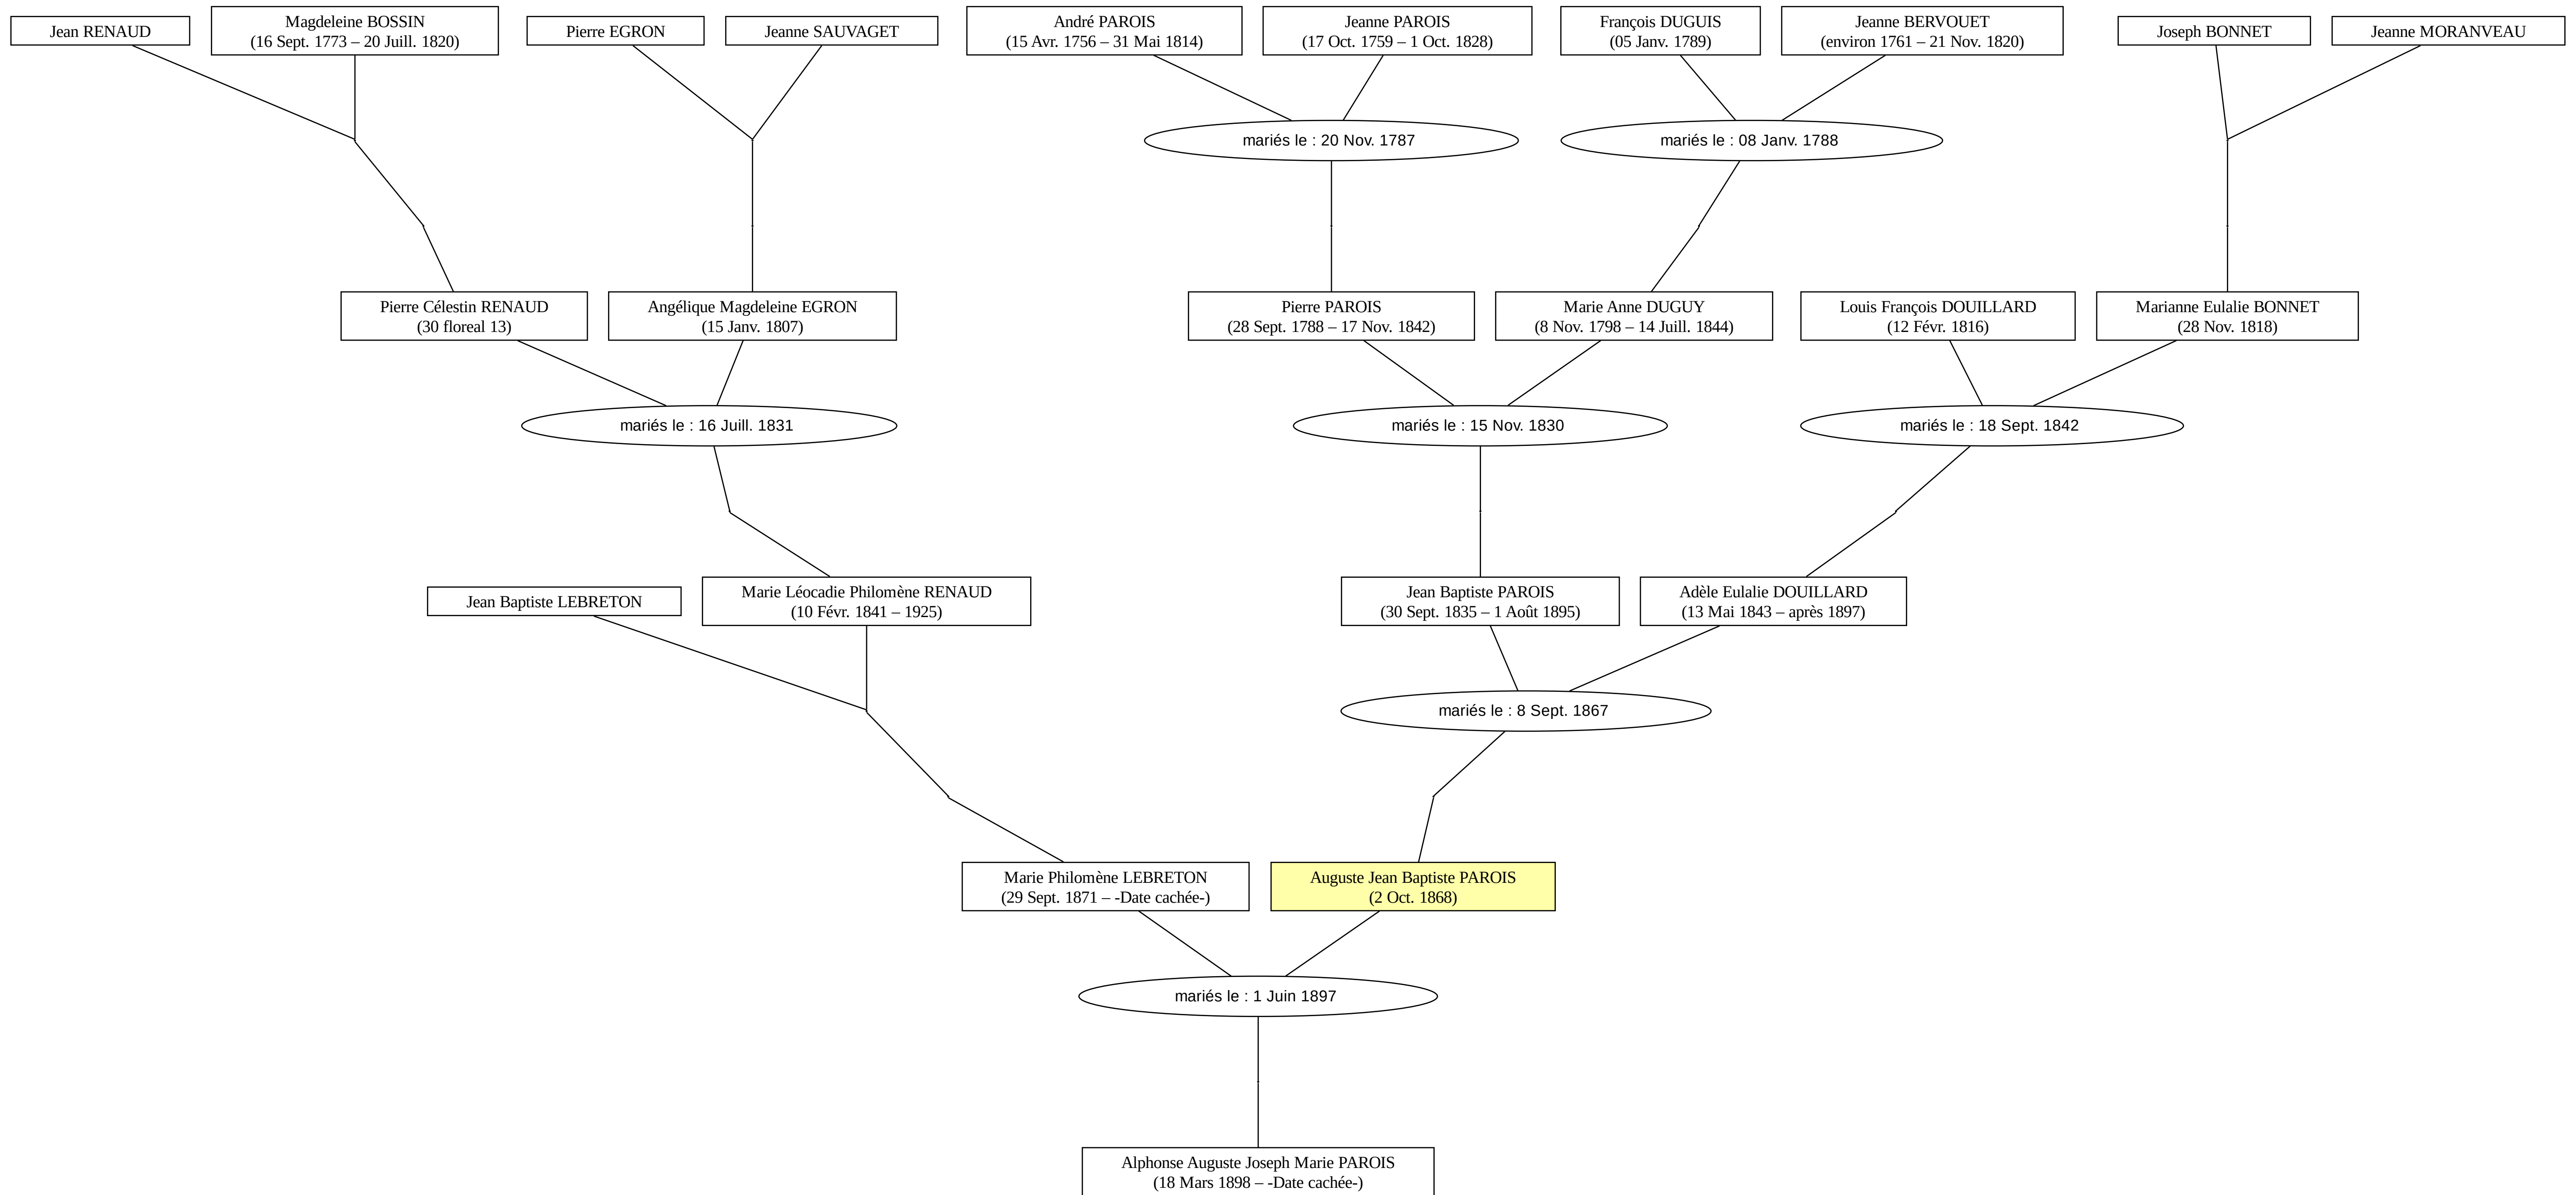 Jean RENAUD
Magdeleine BOSSIN
(16 Sept. 1773 – 20 Juill. 1820)
Pierre EGRON
Jeanne SAUVAGET
André PAROIS
(15 Avr. 1756 – 31 Mai 1814)
Jeanne PAROIS
(17 Oct. 1759 – 1 Oct. 1828)
François DUGUIS
(05 Janv. 1789)
Jeanne BERVOUET
(environ 1761 – 21 Nov. 1820)
Joseph BONNET
Jeanne MORANVEAU
mariés le : 20 Nov. 1787
mariés le : 08 Janv. 1788
Pierre Célestin RENAUD
(30 floreal 13)
Angélique Magdeleine EGRON
(15 Janv. 1807)
Pierre PAROIS
(28 Sept. 1788 – 17 Nov. 1842)
Marie Anne DUGUY
(8 Nov. 1798 – 14 Juill. 1844)
Louis François DOUILLARD
(12 Févr. 1816)
Marianne Eulalie BONNET
(28 Nov. 1818)
mariés le : 16 Juill. 1831
mariés le : 15 Nov. 1830
mariés le : 18 Sept. 1842
Jean Baptiste LEBRETON
Marie Léocadie Philomène RENAUD
(10 Févr. 1841 – 1925)
Jean Baptiste PAROIS
(30 Sept. 1835 – 1 Août 1895)
Adèle Eulalie DOUILLARD
(13 Mai 1843 – après 1897)
mariés le : 8 Sept. 1867
Marie Philomène LEBRETON
(29 Sept. 1871 – -Date cachée-)
Auguste Jean Baptiste PAROIS
(2 Oct. 1868)
mariés le : 1 Juin 1897
Alphonse Auguste Joseph Marie PAROIS
(18 Mars 1898 – -Date cachée-)